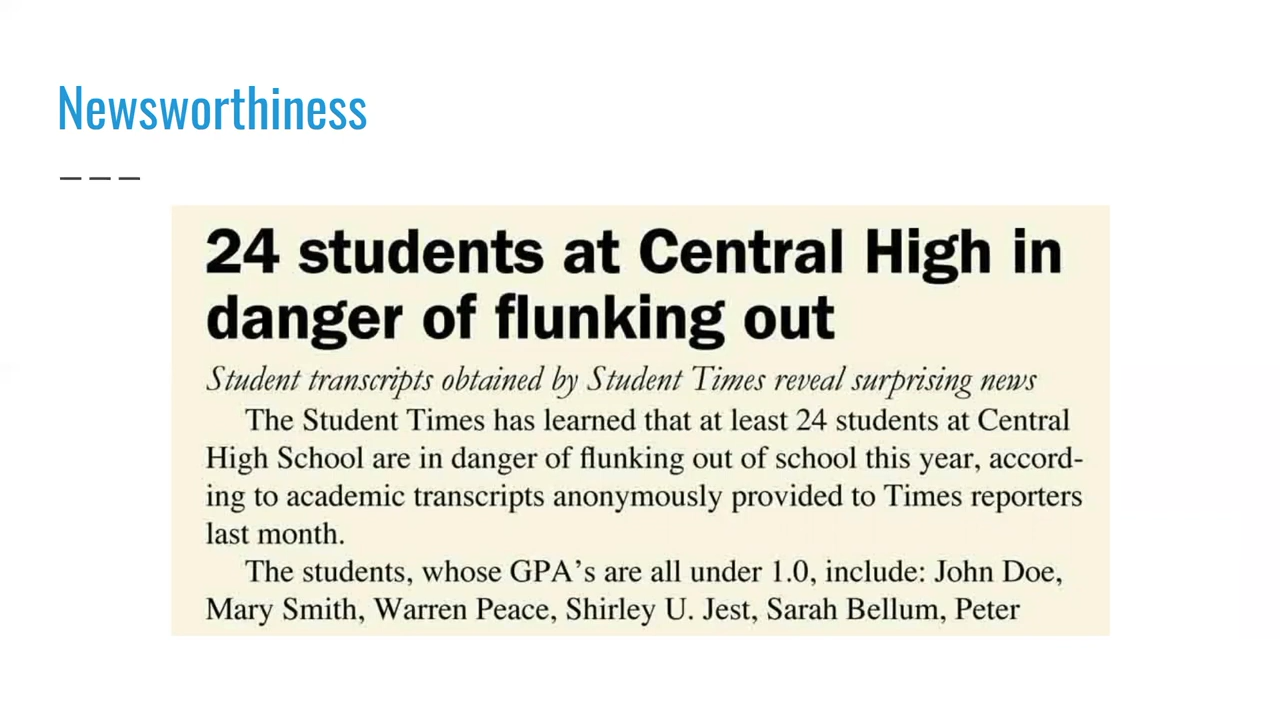 Newsworthiness
24 students at Central High in
danger of flunking out
Student transcripts obtained by Student Times reveal surprising news
The Student Times has learned that at least 24 students at Central
High School are in danger of flunking out of school this year, accord-
ing to academic transcripts anonymously provided to Times reporters
last month.
The students, whose GPA’s are all under 1.0, include: John Doe,
Mary Smith, Warren Peace, Shirley U. Jest, Sarah Bellum, Peter